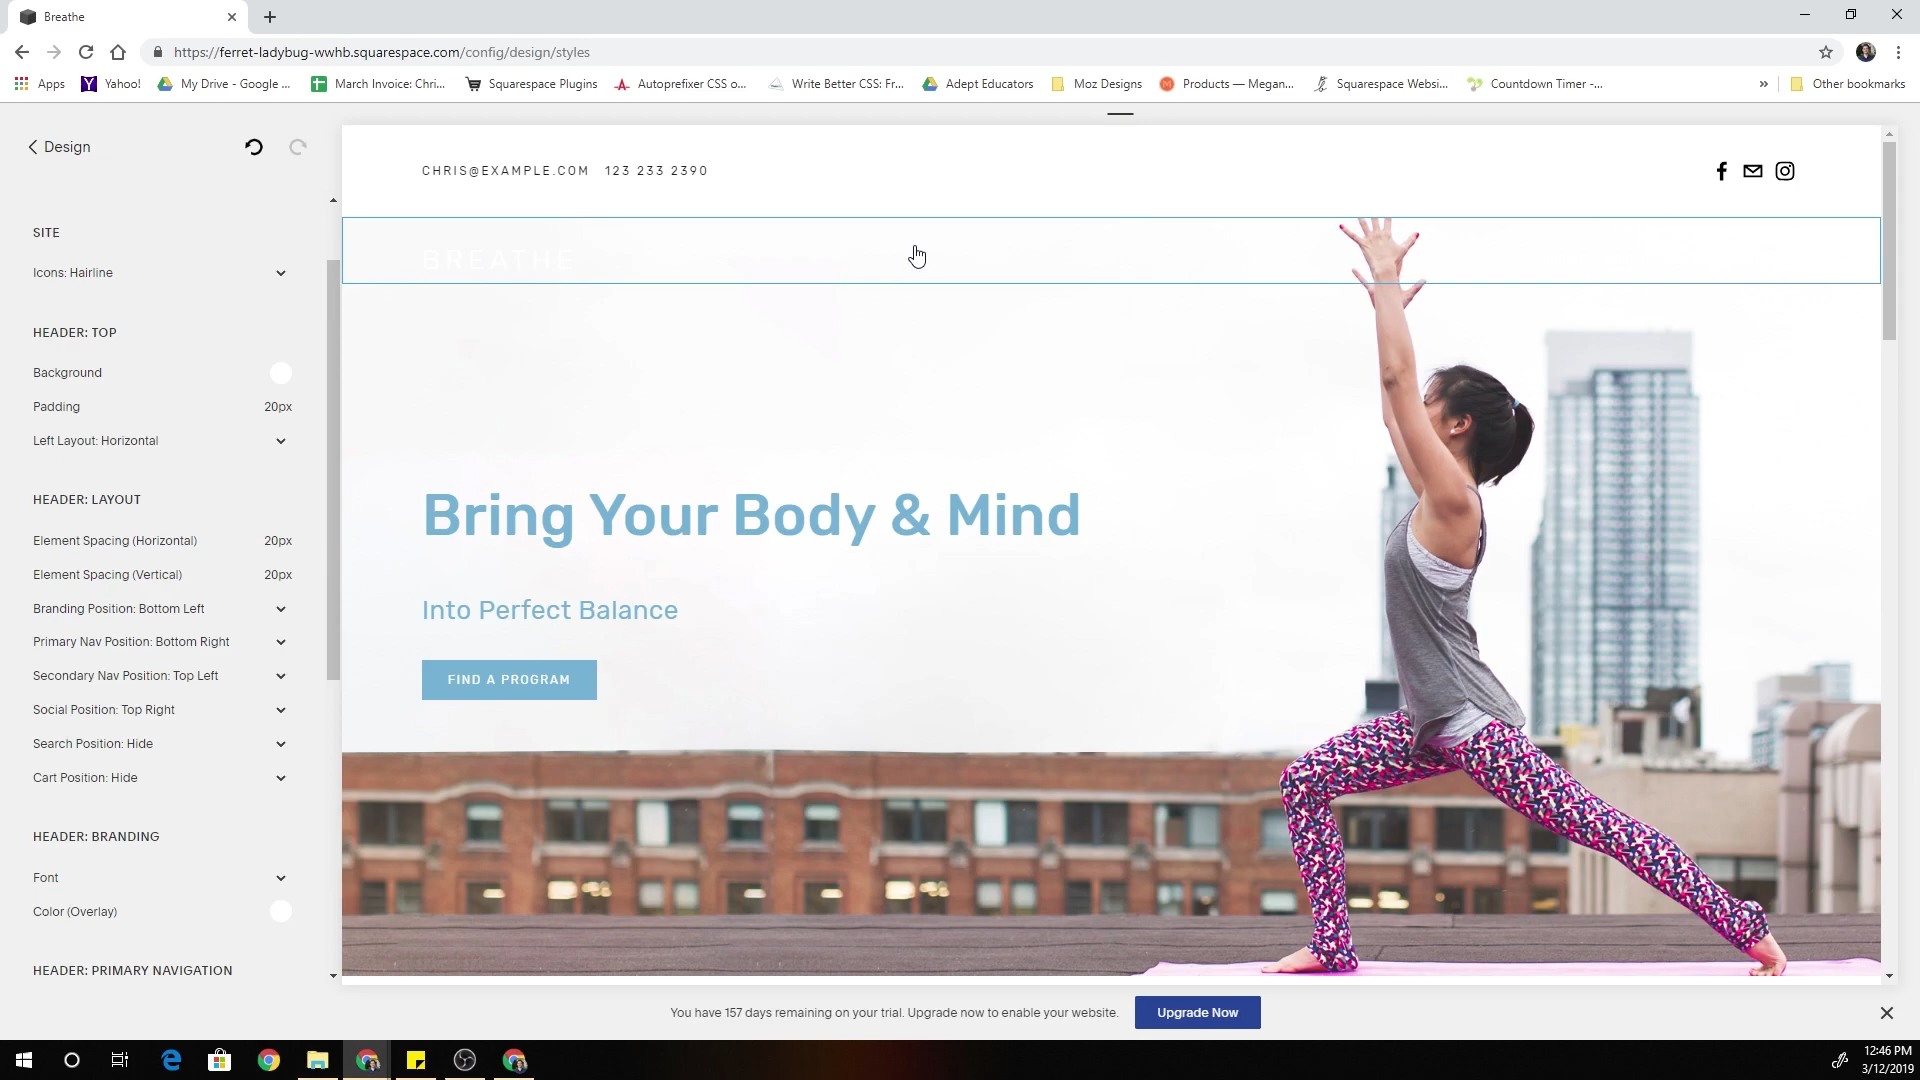 Breathe
https://ferret-ladybug-wwhb.squarespace.com/config/design/styles
Apps Yahoo! My Drive - Google ... March Invoice: Chri... Squarespace Plugins Autoprefixer CSS o... Write Better CSS: Fr... Adept Educators Moz Designs Products — Megan... Squarespace Websi... Countdown Timer -... » Other bookmarks
Design
SITE
Icons: Hairline
HEADER: TOP
Background
Padding 20px
Left Layout: Horizontal
HEADER: LAYOUT
Element Spacing (Horizontal) 20px
Element Spacing (Vertical) 20px
Branding Position: Bottom Left
Primary Nav Position: Bottom Right
Secondary Nav Position: Top Left
Social Position: Top Right
Search Position: Hide
Cart Position: Hide
HEADER: BRANDING
Font
Color (Overlay)
HEADER: PRIMARY NAVIGATION
CHRIS@EXAMPLE.COM 123 233 2390
BREATHE
Bring Your Body & Mind
Into Perfect Balance
FIND A PROGRAM
You have 157 days remaining on your trial. Upgrade now to enable your website. Upgrade Now
12:46 PM
3/12/2019